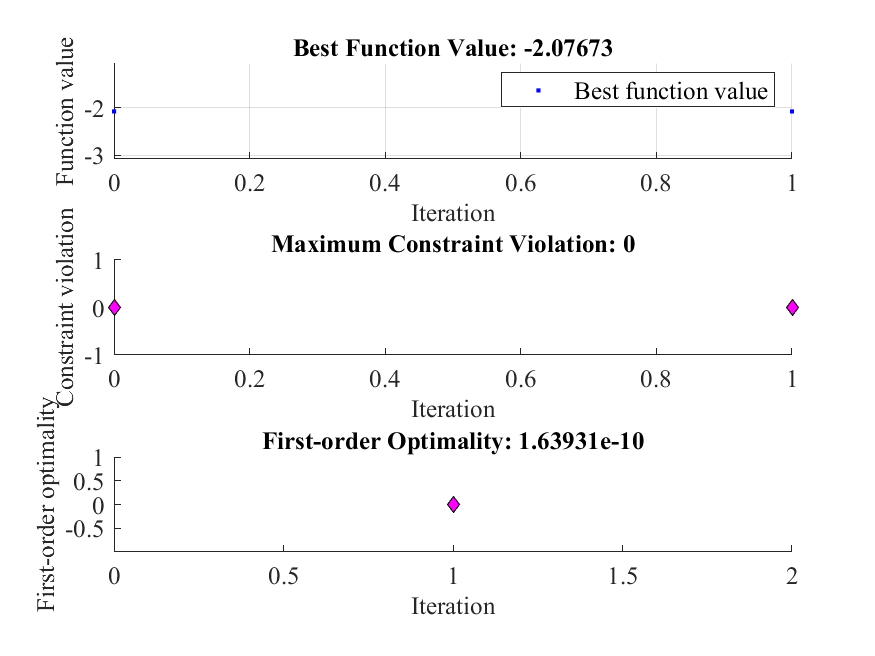 Best Function Value: -2.07673
Function value
Best function value
-2
-3
0 0.2 0.4 0.6 0.8 1
Iteration
Maximum Constraint Violation: 0
Constraint violation
1
0
-1
0 0.2 0.4 0.6 0.8 1
Iteration
First-order Optimality: 1.63931e-10
First-order optimality
1
0.5
0
-0.5
0 0.5 1 1.5 2
Iteration